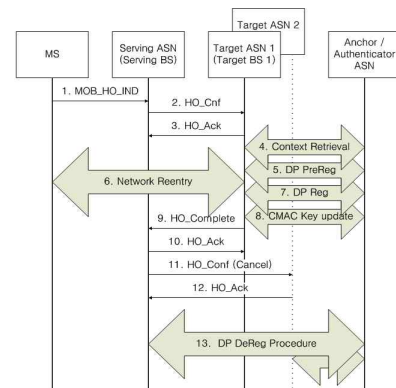 Target ASN 2
MS
Serving ASN
(Serving BS)
Target ASN 1
(Target BS 1)
Anchor /
Authenticator
ASN
1. MOB_HO_IND
2. HO_Cnf
3. HO_Ack
4. Context Retrieval
5. DP PreReg
6. Network Reentry
7. DP Reg
8. CMAC Key update
9. HO_Complete
10. HO_Ack
11. HO_Conf (Cancel)
12. HO_Ack
13. DP DeReg Procedure